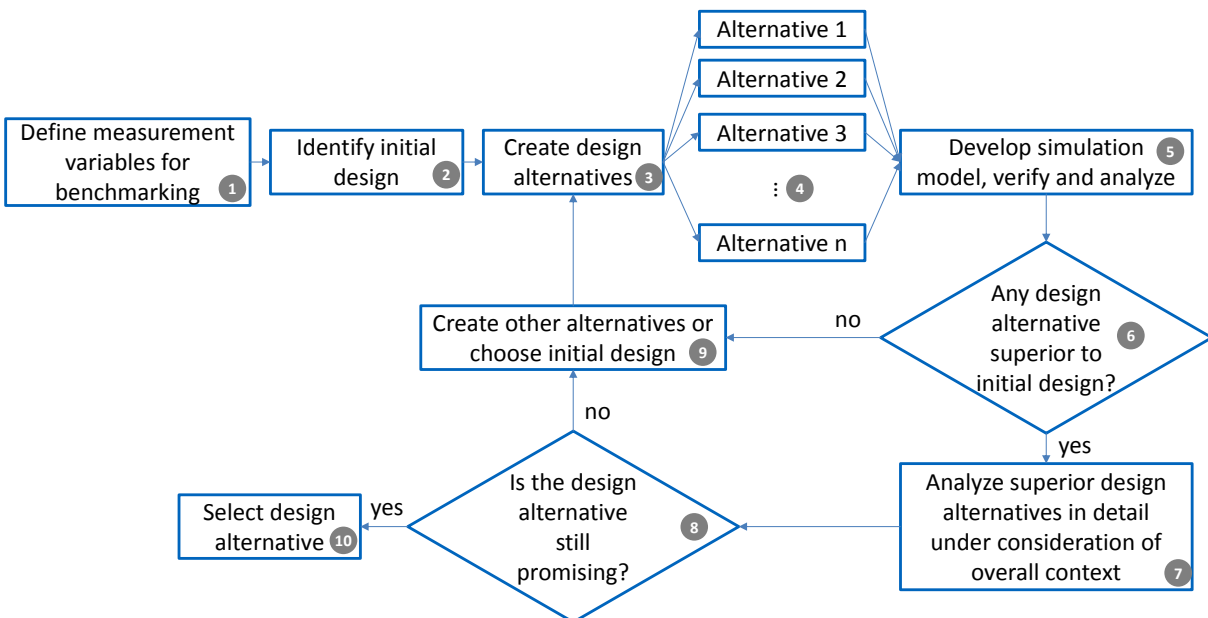 Define measurement
variables for
benchmarking 1
Identify initial
design 2
Create design
alternatives 3
Alternative 1
Alternative 2
Alternative 3
⋮ 4
Alternative n
Develop simulation 5
model, verify and analyze
Any design
alternative 6
superior to
initial design?
no
yes
Create other alternatives or
choose initial design 9
no
Analyze superior design
alternatives in detail
under consideration of
overall context 7
Is the design
alternative 8
still
promising?
yes
Select design
alternative 10